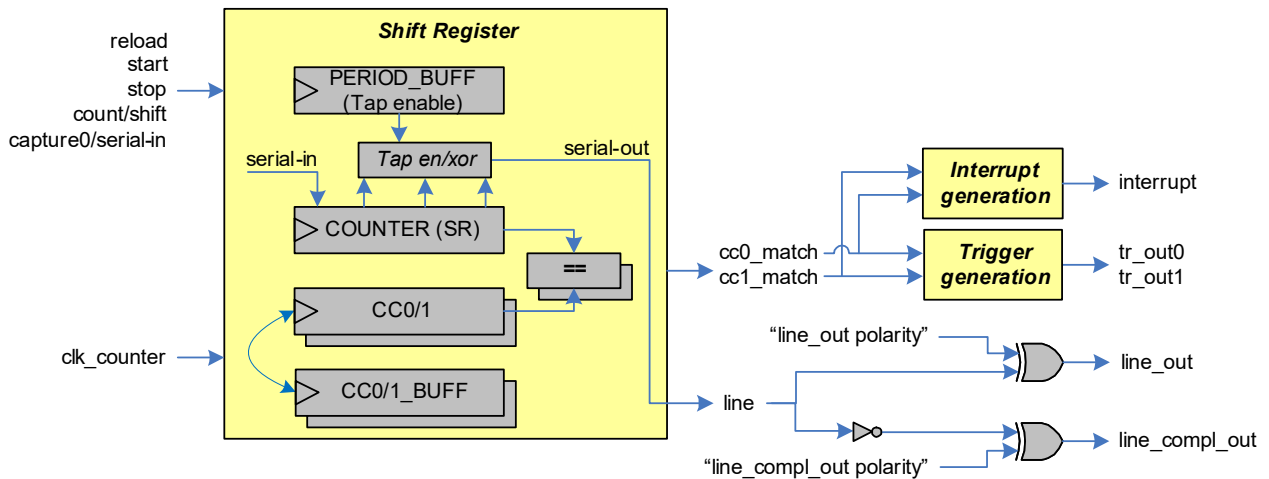 Shift Register
reload
start
stop
count/shift
capture0/serial-in
PERIOD_BUFF
(Tap enable)
serial-in
Tap en/xor
serial-out
COUNTER (SR)
==
CC0/1
CC0/1_BUFF
clk_counter
cc0_match
cc1_match
Interrupt
generation
interrupt
Trigger
generation
tr_out0
tr_out1
“line_out polarity”
line_out
line
line_compl_out
“line_compl_out polarity”